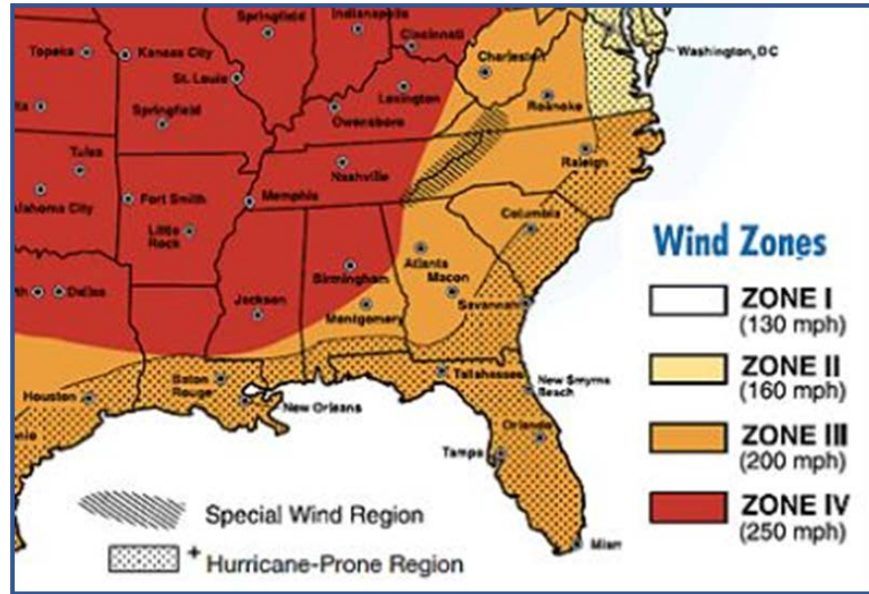 Springfield
Indianapolis
Cincinnati
Topeka
Kansas City
Charleston
Washington, DC
St. Louis
Lexington
Roanoke
Springfield
Owensboro
Tulsa
Nashville
Raleigh
Fort Smith
Memphis
lahoma City
Little
Rock
Columbia
Atlanta
Birmingham
Macon
Dallas
Jackson
Savannah
Montgomery
Tallahassee
Baton
Rouge
New Smyrna
Beach
Houston
New Orleans
Orlando
Tampa
Miam
Wind Zones
ZONE I
(130 mph)
ZONE II
(160 mph)
ZONE III
(200 mph)
ZONE IV
(250 mph)
Special Wind Region
+ Hurricane-Prone Region